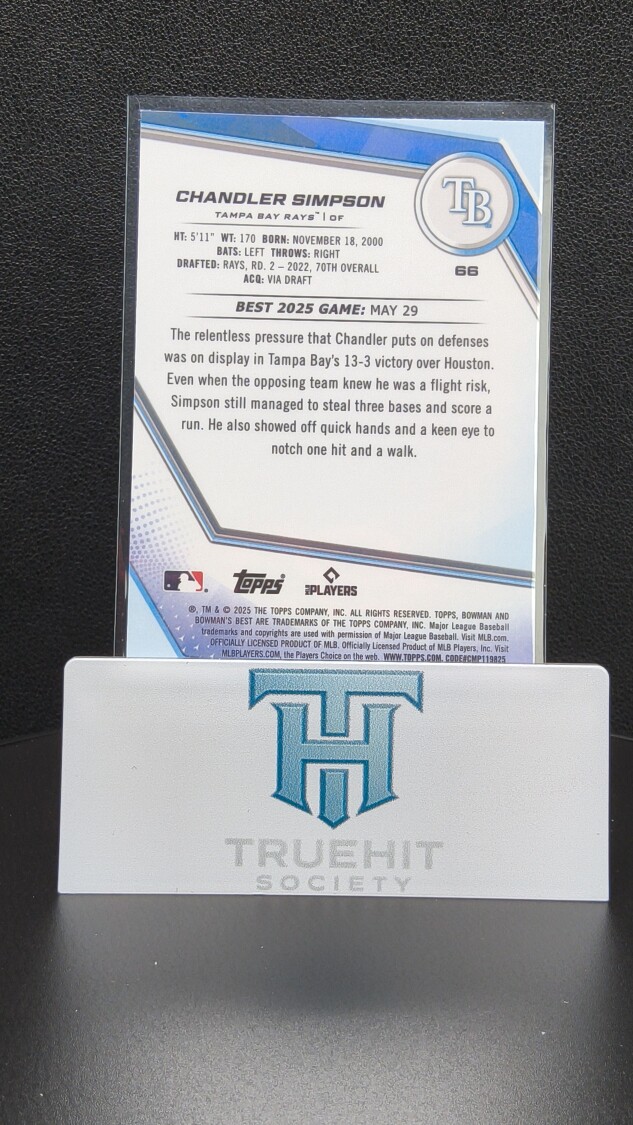 CHANDLER SIMPSON
TAMPA BAY RAYS™ | OF
TB
66
HT: 5'11" WT: 170 BORN: NOVEMBER 18, 2000
BATS: LEFT THROWS: RIGHT
DRAFTED: RAYS, RD. 2 – 2022, 70TH OVERALL
ACQ: VIA DRAFT
BEST 2025 GAME: MAY 29
The relentless pressure that Chandler puts on defenses
was on display in Tampa Bay's 13-3 victory over Houston.
Even when the opposing team knew he was a flight risk,
Simpson still managed to steal three bases and score a
run. He also showed off quick hands and a keen eye to
notch one hit and a walk.
Topps
PLAYERS
®, TM & © 2025 THE TOPPS COMPANY, INC. ALL RIGHTS RESERVED. TOPPS, BOWMAN AND
BOWMAN'S BEST ARE TRADEMARKS OF THE TOPPS COMPANY, INC. Major League Baseball
trademarks and copyrights are used with permission of Major League Baseball. Visit MLB.com.
OFFICIALLY LICENSED PRODUCT OF MLB. Officially Licensed Product of MLB Players, Inc. Visit
MLBPLAYERS.COM, the Players Choice on the web. WWW.TOPPS.COM. CODE#CMP119825
TH
TRUEHIT
SOCIETY